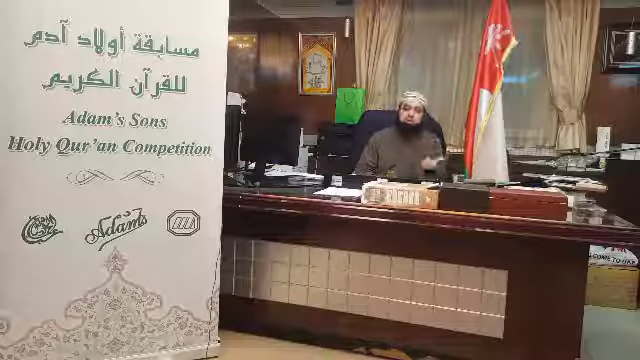 مسابقة أولاد آدم
للقرآن الكريم
Adam's Sons
Holy Qur'an Competition
Adams